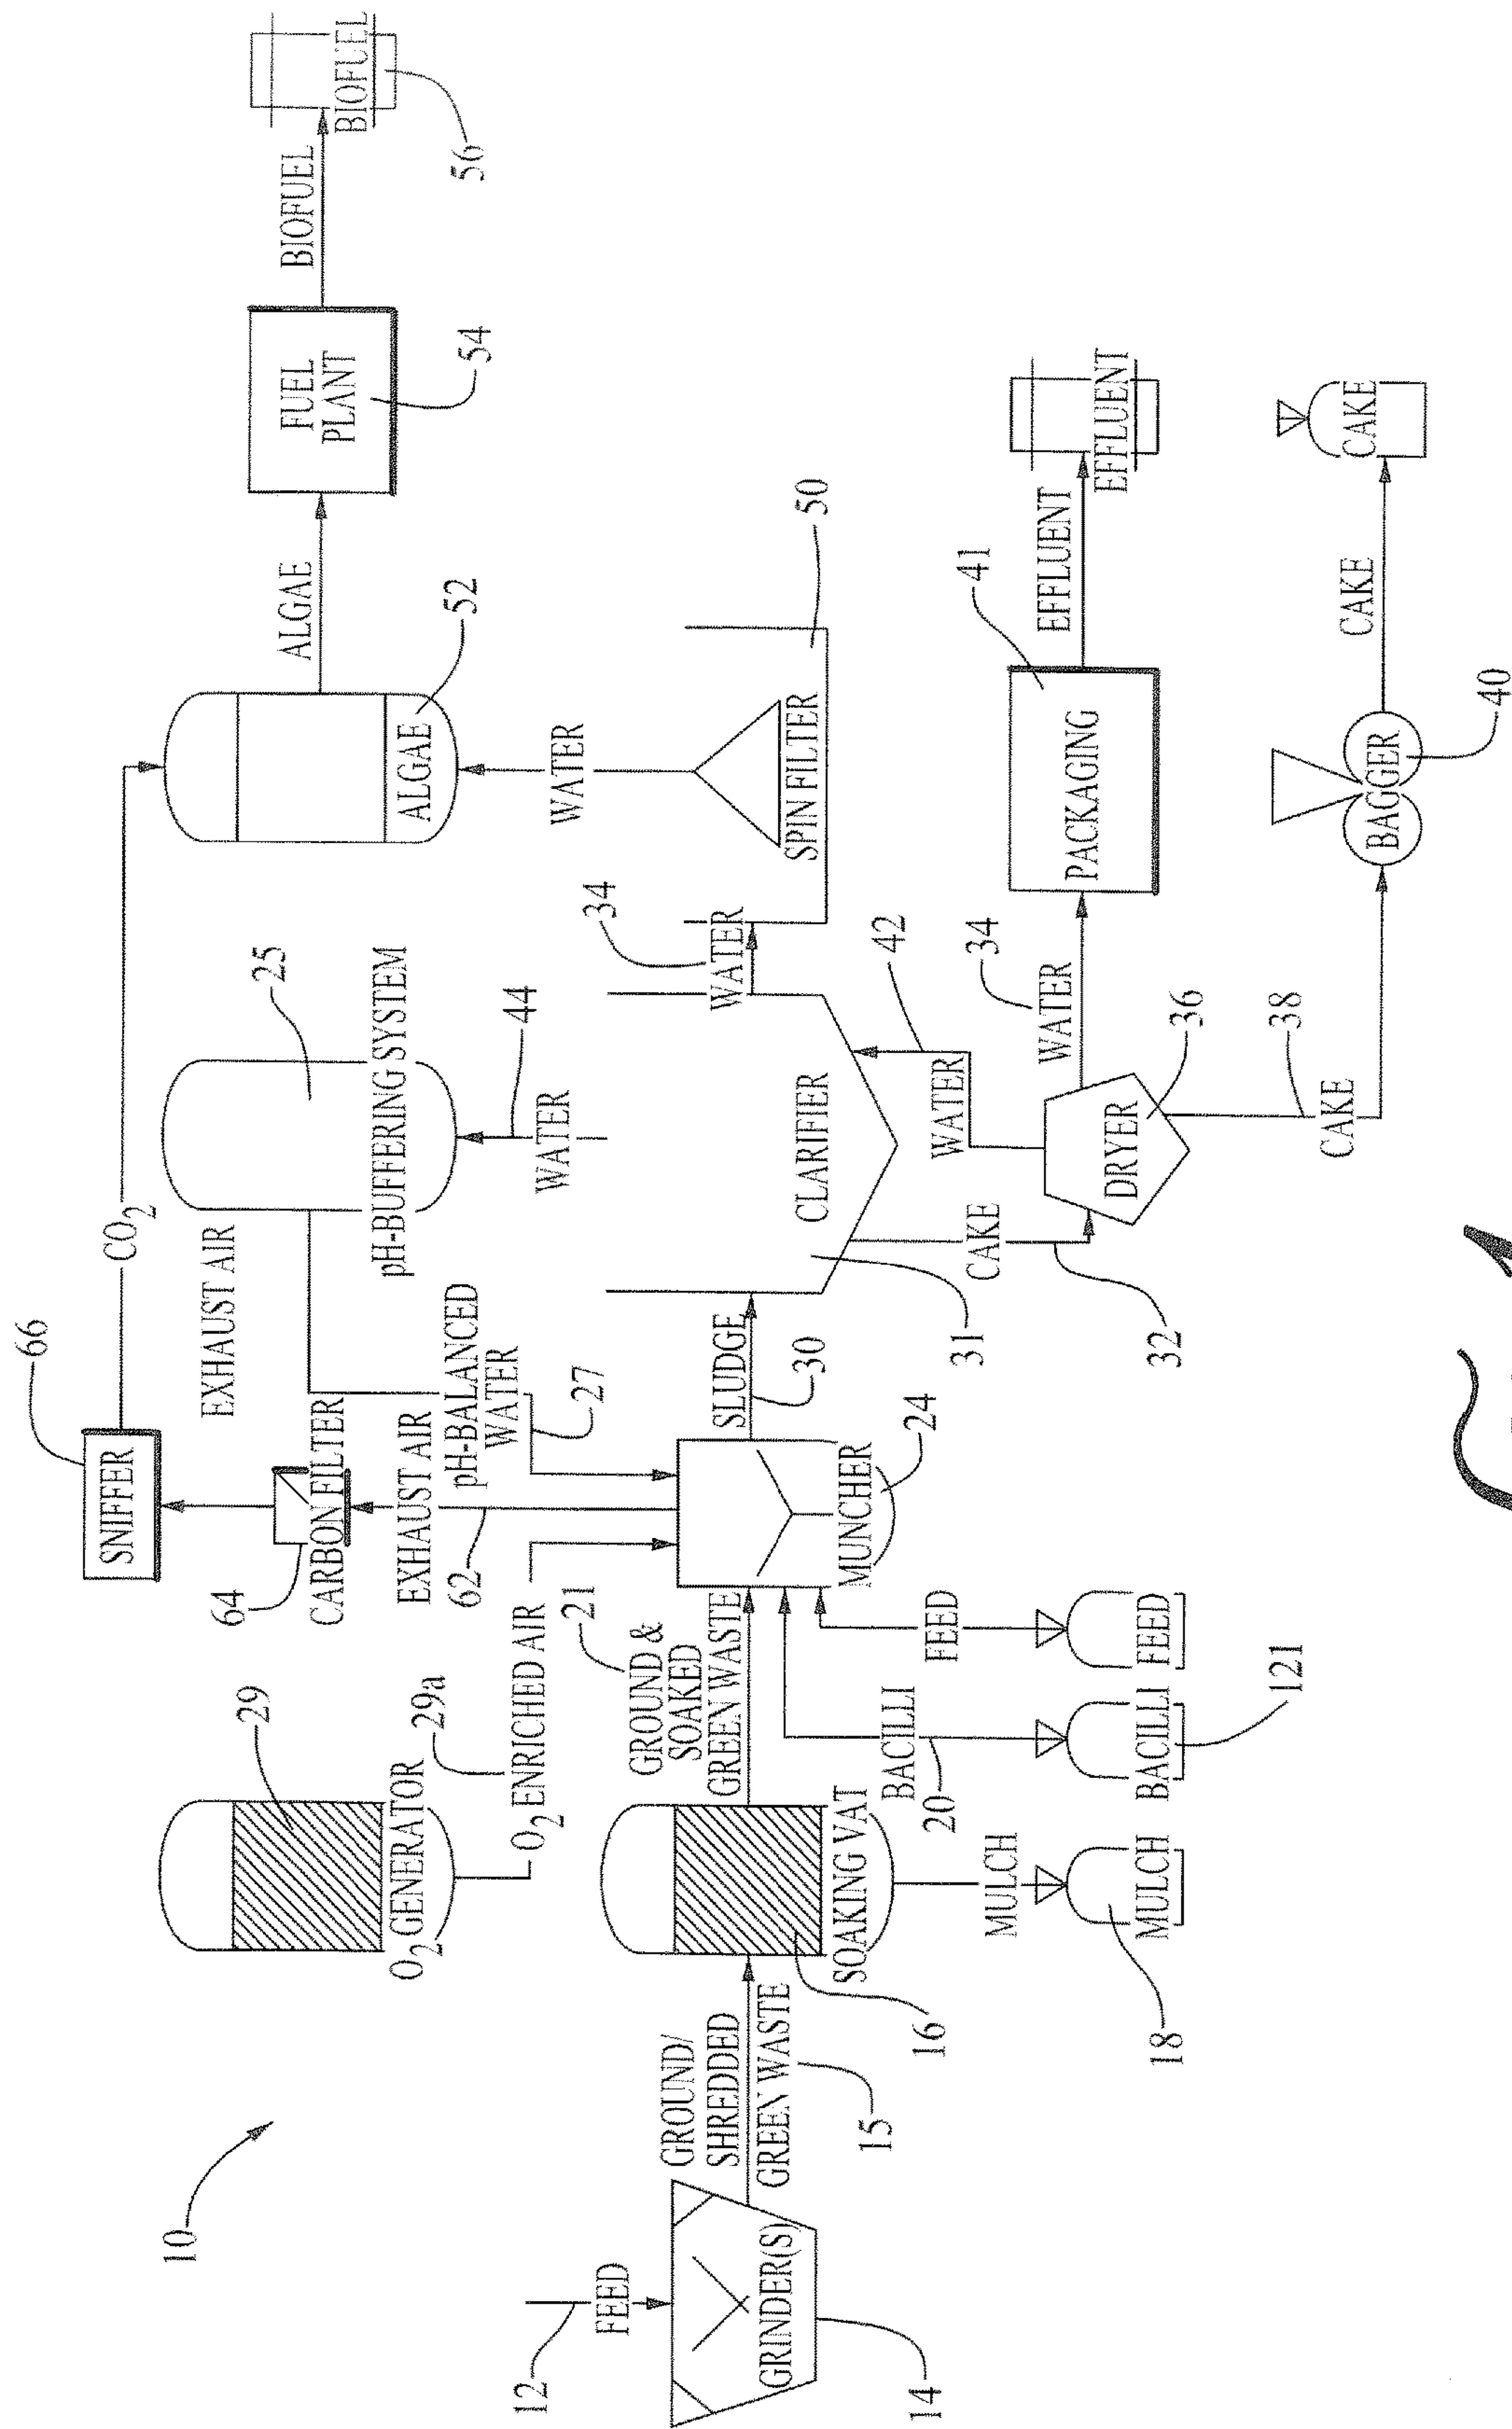 10
12
FEED
GRINDER(S)
14
GROUND/
SHREDDED
GREEN WASTE
15
O2 GENERATOR
29
29a
O2 ENRICHED AIR
SOAKING VAT
16
MULCH
MULCH
18
GROUND &
SOAKED
GREEN WASTE
21
BACILLI
20
BACILLI
121
FEED
FEED
MUNCHER
24
SNIFFER
66
CARBON FILTER
64
EXHAUST AIR
62
EXHAUST AIR
CO2
pH-BALANCED
WATER
27
SLUDGE
30
pH-BUFFERING SYSTEM
25
WATER
44
CLARIFIER
31
CAKE
32
WATER
42
DRYER
36
CAKE
38
WATER
34
WATER
34
SPIN FILTER
50
WATER
ALGAE
52
ALGAE
FUEL
PLANT
54
BIOFUEL
BIOFUEL
56
PACKAGING
41
EFFLUENT
EFFLUENT
BAGGER
40
CAKE
CAKE